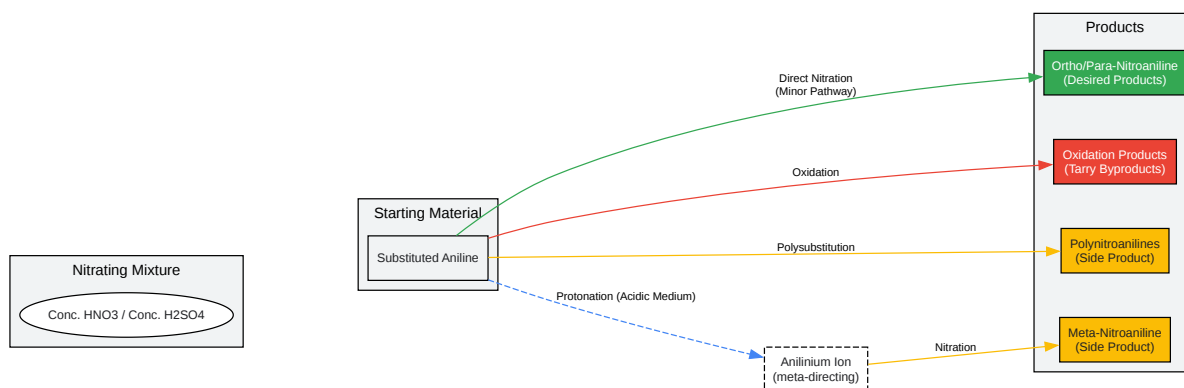 Nitrating Mixture
Conc. HNO3 / Conc. H2SO4
Starting Material
Substituted Aniline
Direct Nitration
(Minor Pathway)
Oxidation
Polysubstitution
Protonation (Acidic Medium)
Anilinium Ion
(meta-directing)
Nitration
Products
Ortho/Para-Nitroaniline
(Desired Products)
Oxidation Products
(Tarry Byproducts)
Polynitroanilines
(Side Product)
Meta-Nitroaniline
(Side Product)